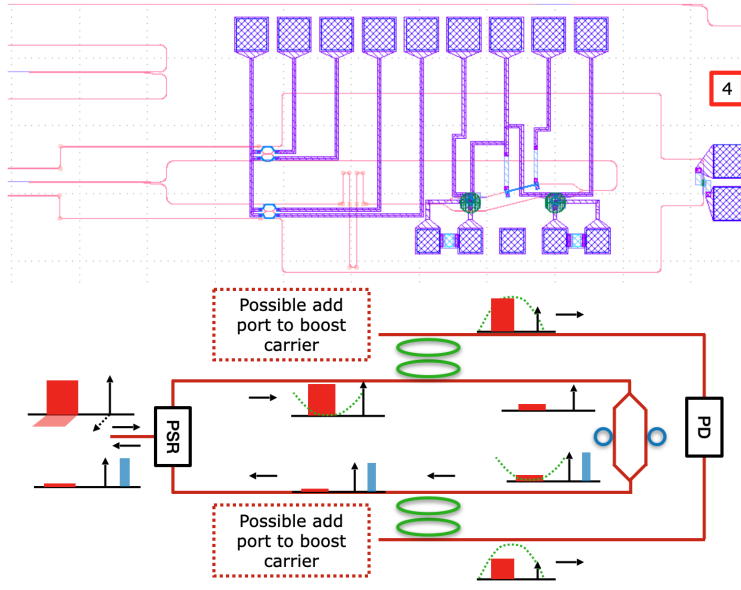 4
Possible add
port to boost
carrier
PSR
PD
Possible add
port to boost
carrier